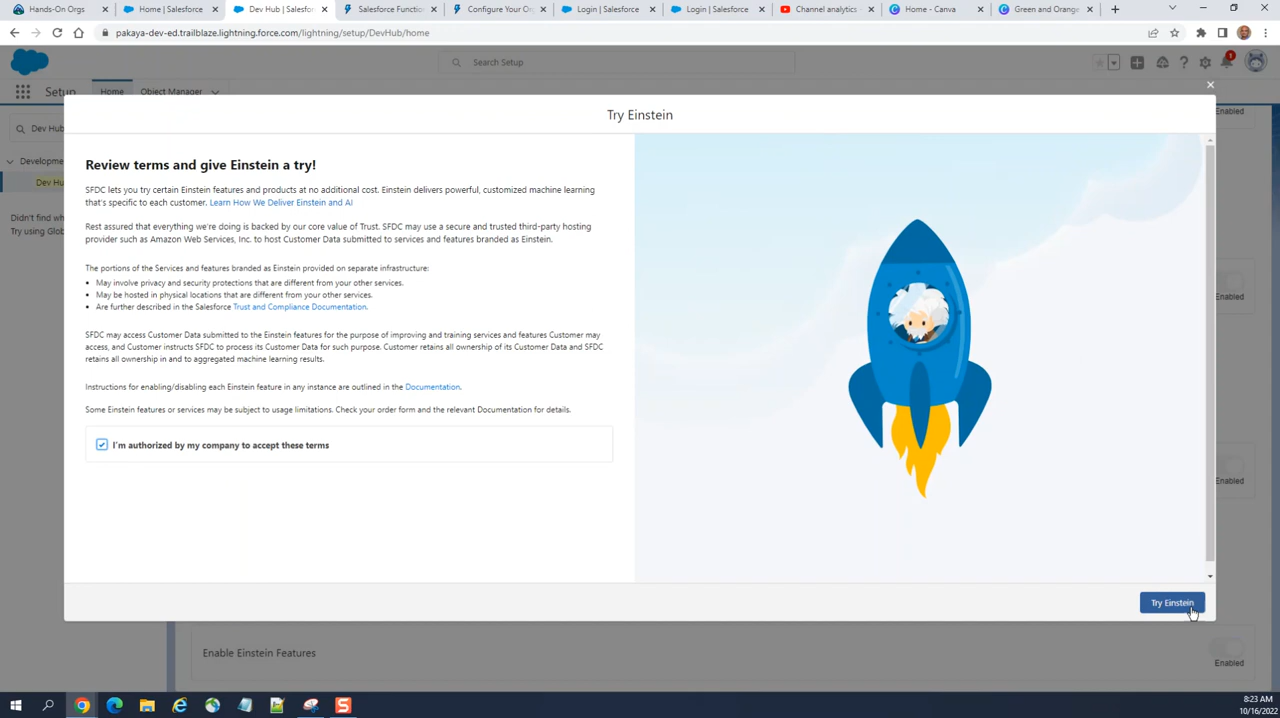 Hands-On Orgs
Home | Salesforce
Dev Hub | Salesfor
Salesforce Function
Configure Your Or
Login | Salesforce
Login | Salesforce
Channel analytics -
Home - Canva
Green and Orange
pakaya-dev-ed.trailblaze.lightning.force.com/lightning/setup/DevHub/home
Search Setup
1
Setup
Home
Object Manager
Try Einstein
Enabled
Dev Hub
Developme
Dev Hu
Didn't find wh
Try using Glob
Review terms and give Einstein a try!
SFDC lets you try certain Einstein features and products at no additional cost. Einstein delivers powerful, customized machine learning
that's specific to each customer. Learn How We Deliver Einstein and AI
Rest assured that everything we're doing is backed by our core value of Trust. SFDC may use a secure and trusted third-party hosting
provider such as Amazon Web Services, Inc. to host Customer Data submitted to services and features branded as Einstein.
The portions of the Services and features branded as Einstein provided on separate infrastructure:
• May involve privacy and security protections that are different from your other services.
• May be hosted in physical locations that are different from your other services.
• Are further described in the Salesforce Trust and Compliance Documentation.
Enabled
SFDC may access Customer Data submitted to the Einstein features for the purpose of improving and training services and features Customer may
access, and Customer instructs SFDC to process its Customer Data for such purpose. Customer retains all ownership of its Customer Data and SFDC
retains all ownership in and to aggregated machine learning results.
Instructions for enabling/disabling each Einstein feature in any instance are outlined in the Documentation.
Some Einstein features or services may be subject to usage limitations. Check your order form and the relevant Documentation for details.
I'm authorized by my company to accept these terms
Enabled
Try Einstein
Enable Einstein Features
Enabled
8:23 AM
10/16/2022